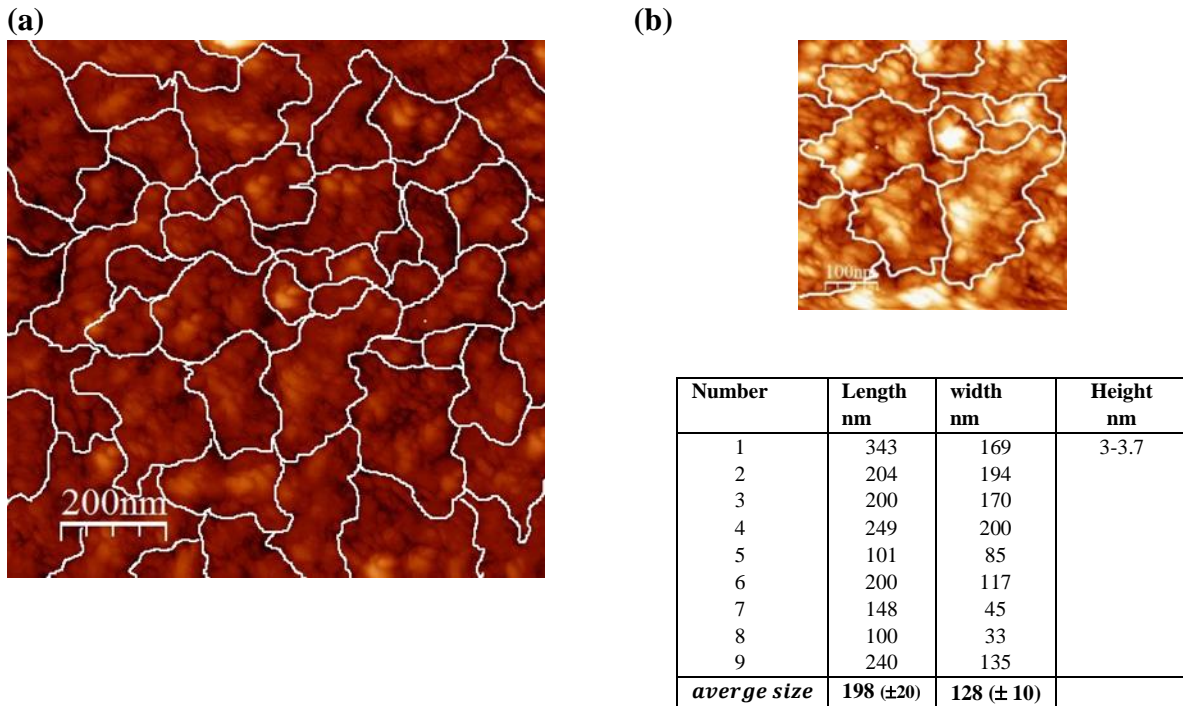 (a)
(b)
200nm
100nm
Number Length width Height
nm nm nm
1 343 169 3-3.7
2 204 194
3 200 170
4 249 200
5 101 85
6 200 117
7 148 45
8 100 33
9 240 135
averge size 198 (±20) 128 (± 10)